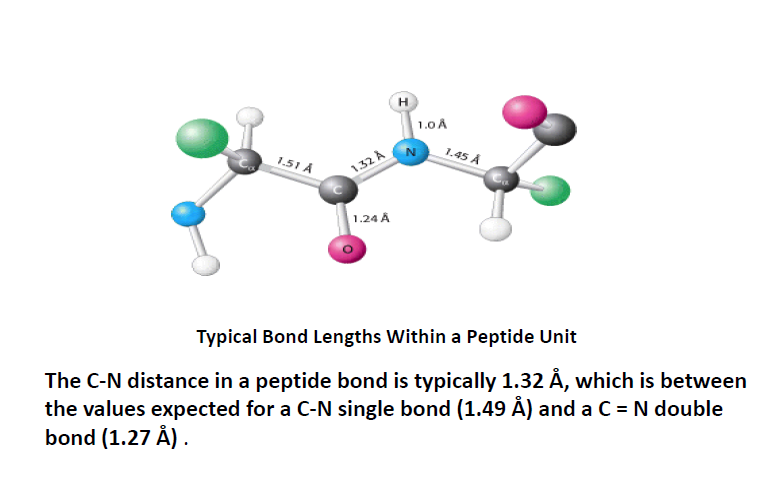 H
1.0 Å
N
1.45 Å
1.32 Å
1.51 Å
Cα
Cα
C
1.24 Å
O
Typical Bond Lengths Within a Peptide Unit
The C-N distance in a peptide bond is typically 1.32 Å, which is between
the values expected for a C-N single bond (1.49 Å) and a C = N double
bond (1.27 Å) .